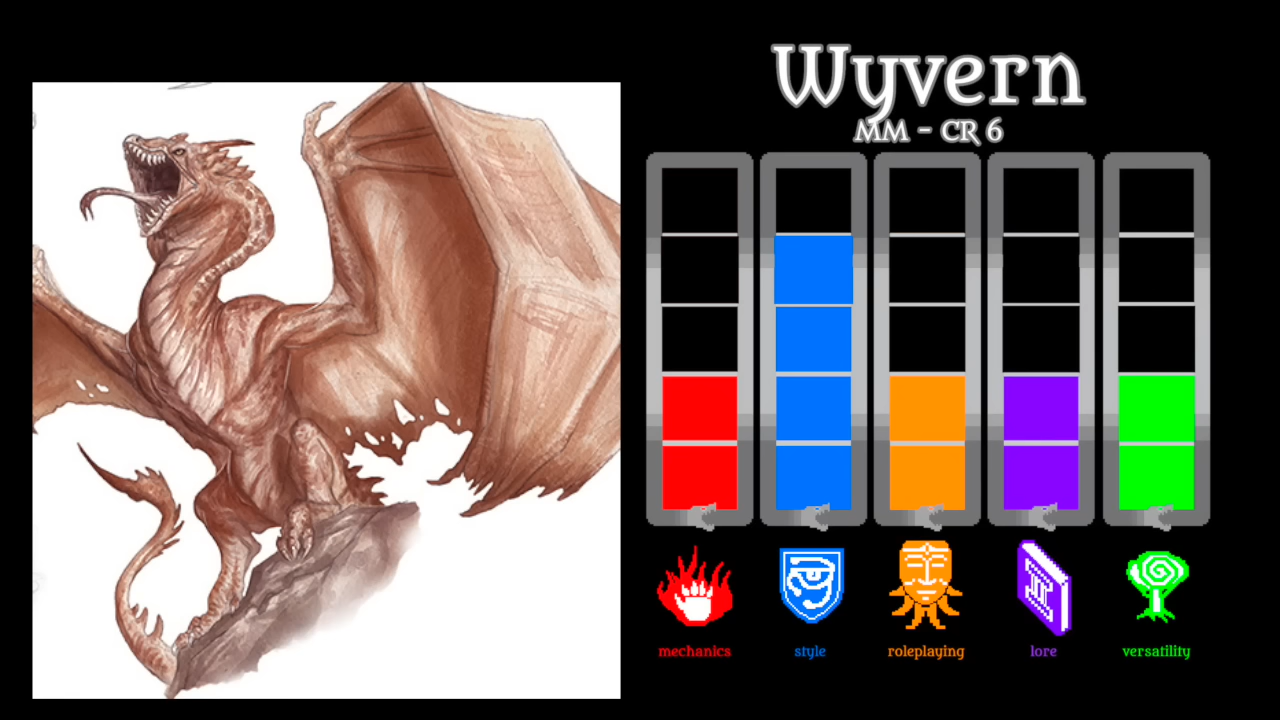 Wyvern
MM - CR 6
mechanics
style
roleplaying
lore
versatility